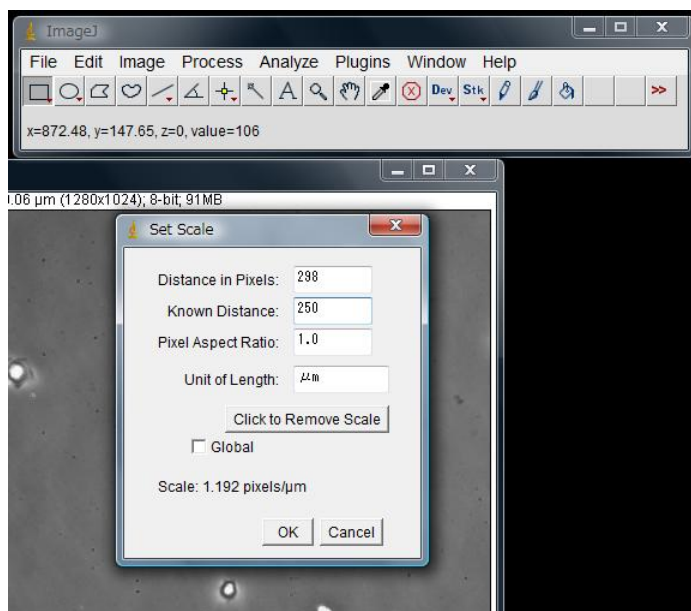 ImageJ
File Edit Image Process Analyze Plugins Window Help
A Dev Stk >>
x=872.48, y=147.65, z=0, value=106
.06 µm (1280x1024); 8-bit; 91MB
Set Scale
Distance in Pixels: 298
Known Distance: 250
Pixel Aspect Ratio: 1.0
Unit of Length: µm
Click to Remove Scale
Global
Scale: 1.192 pixels/µm
OK Cancel